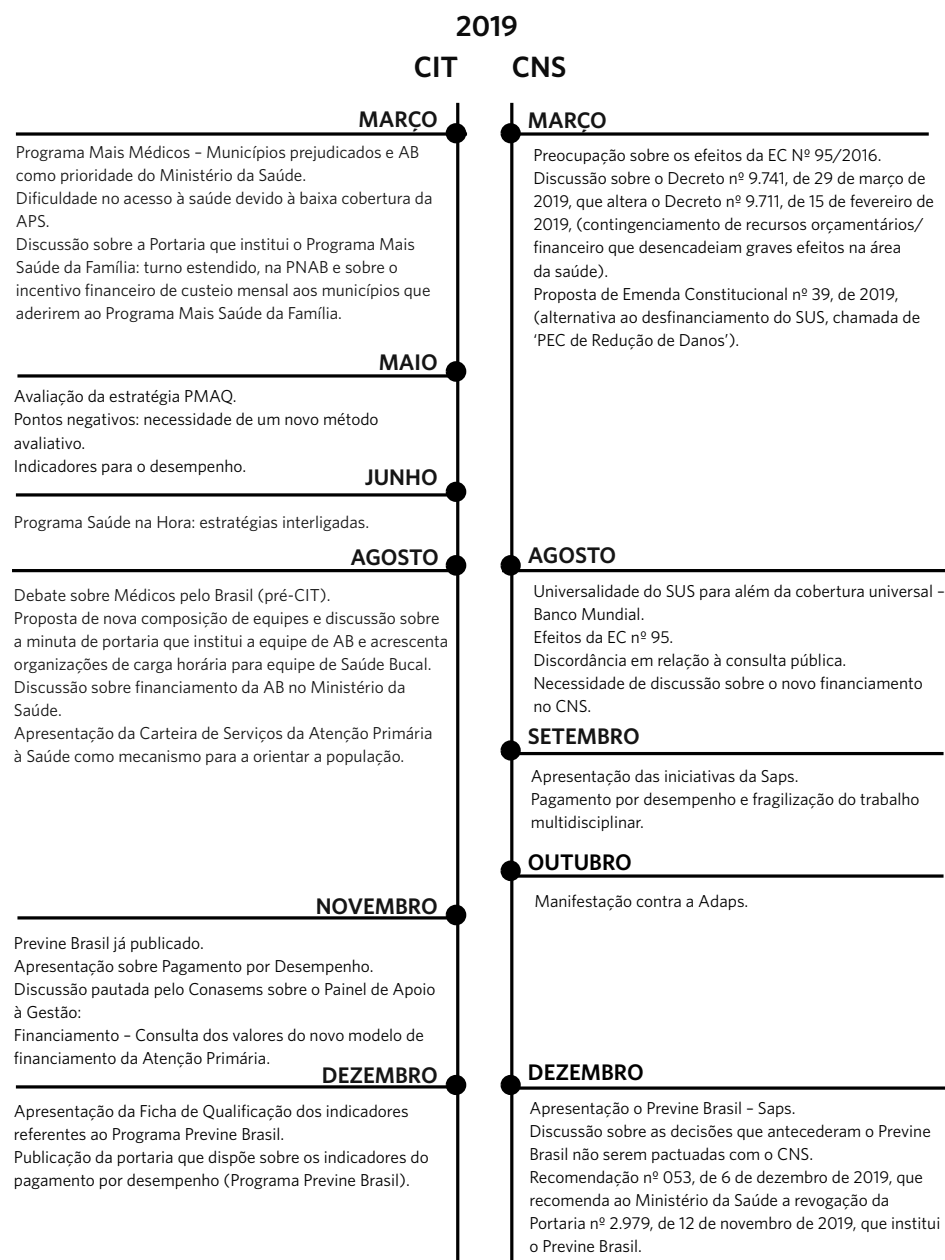 2019
CIT
CNS
MARÇO
Programa Mais Médicos – Municípios prejudicados e AB
como prioridade do Ministério da Saúde.
Dificuldade no acesso à saúde devido à baixa cobertura da
APS.
Discussão sobre a Portaria que institui o Programa Mais
Saúde da Família: turno estendido, na PNAB e sobre o
incentivo financeiro de custeio mensal aos municípios que
aderirem ao Programa Mais Saúde da Família.
MAIO
Avaliação da estratégia PMAQ.
Pontos negativos: necessidade de um novo método
avaliativo.
Indicadores para o desempenho.
JUNHO
Programa Saúde na Hora: estratégias interligadas.
AGOSTO
Debate sobre Médicos pelo Brasil (pré-CIT).
Proposta de nova composição de equipes e discussão sobre
a minuta de portaria que institui a equipe de AB e acrescenta
organizações de carga horária para equipe de Saúde Bucal.
Discussão sobre financiamento da AB no Ministério da
Saúde.
Apresentação da Carteira de Serviços da Atenção Primária
à Saúde como mecanismo para a orientar a população.
NOVEMBRO
Previne Brasil já publicado.
Apresentação sobre Pagamento por Desempenho.
Discussão pautada pelo Conasems sobre o Painel de Apoio
à Gestão:
Financiamento – Consulta dos valores do novo modelo de
financiamento da Atenção Primária.
DEZEMBRO
Apresentação da Ficha de Qualificação dos indicadores
referentes ao Programa Previne Brasil.
Publicação da portaria que dispõe sobre os indicadores do
pagamento por desempenho (Programa Previne Brasil).
MARÇO
Preocupação sobre os efeitos da EC Nº 95/2016.
Discussão sobre o Decreto nº 9.741, de 29 de março de
2019, que altera o Decreto nº 9.711, de 15 de fevereiro de
2019, (contingenciamento de recursos orçamentários/
financeiro que desencadeiam graves efeitos na área
da saúde).
Proposta de Emenda Constitucional nº 39, de 2019,
(alternativa ao desfinanciamento do SUS, chamada de
‘PEC de Redução de Danos’).
AGOSTO
Universalidade do SUS para além da cobertura universal –
Banco Mundial.
Efeitos da EC nº 95.
Discordância em relação à consulta pública.
Necessidade de discussão sobre o novo financiamento
no CNS.
SETEMBRO
Apresentação das iniciativas da Saps.
Pagamento por desempenho e fragilização do trabalho
multidisciplinar.
OUTUBRO
Manifestação contra a Adaps.
DEZEMBRO
Apresentação o Previne Brasil – Saps.
Discussão sobre as decisões que antecederam o Previne
Brasil não serem pactuadas com o CNS.
Recomendação nº 053, de 6 de dezembro de 2019, que
recomenda ao Ministério da Saúde a revogação da
Portaria nº 2.979, de 12 de novembro de 2019, que institui
o Previne Brasil.